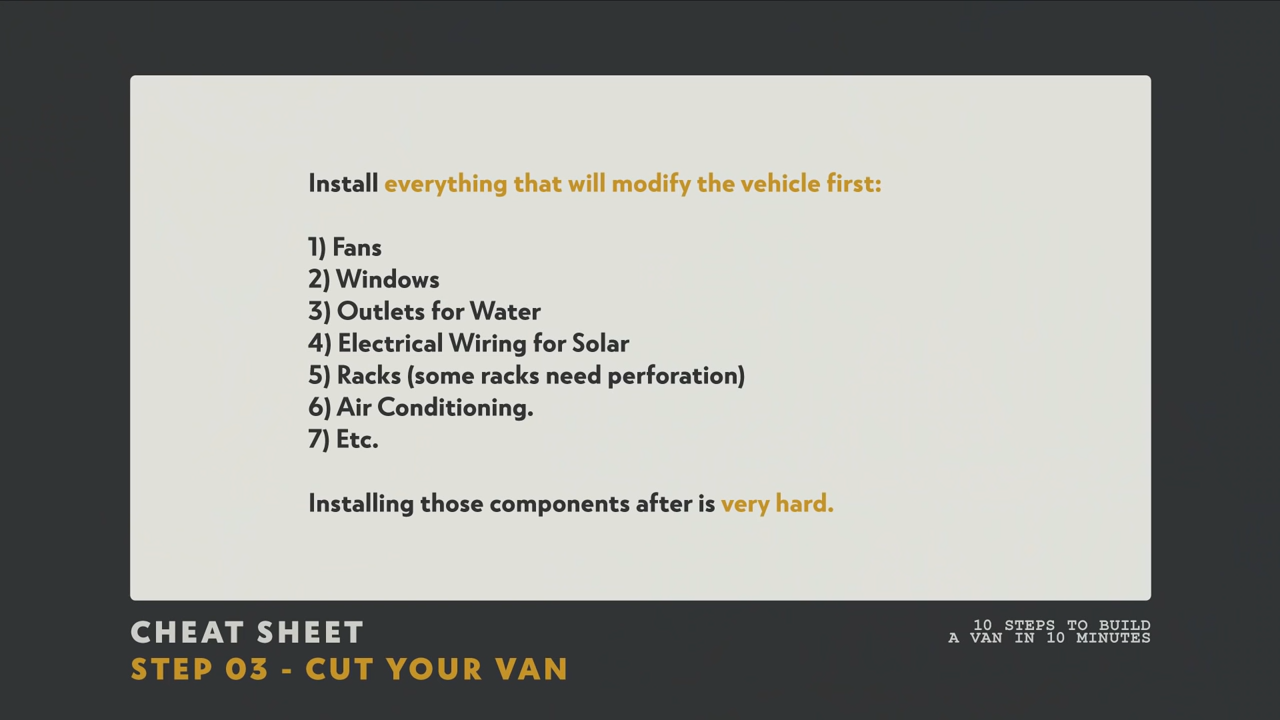 Install everything that will modify the vehicle first:
1) Fans
2) Windows
3) Outlets for Water
4) Electrical Wiring for Solar
5) Racks (some racks need perforation)
6) Air Conditioning.
7) Etc.
Installing those components after is very hard.
CHEAT SHEET
STEP 03 - CUT YOUR VAN
10 STEPS TO BUILD
A VAN IN 10 MINUTES